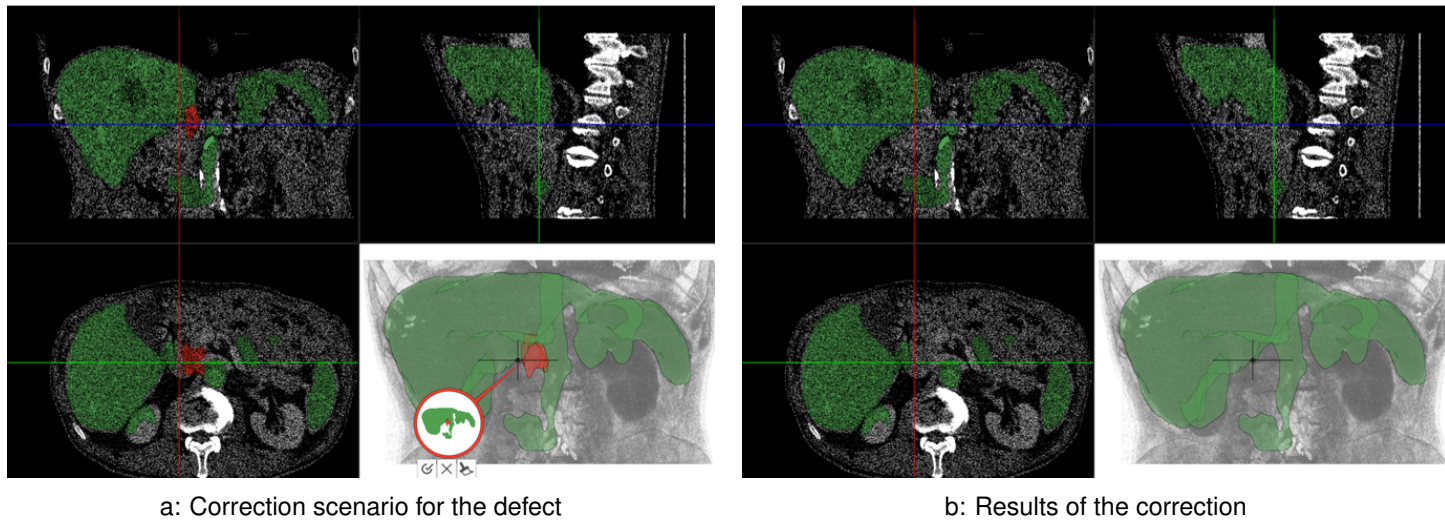 a: Correction scenario for the defect
b: Results of the correction